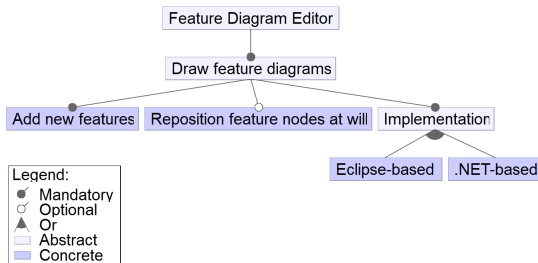 Feature Diagram Editor
Draw feature diagrams
Add new features
Reposition feature nodes at will
Implementation
Eclipse-based
.NET-based
Legend:
Mandatory
Optional
Or
Abstract
Concrete